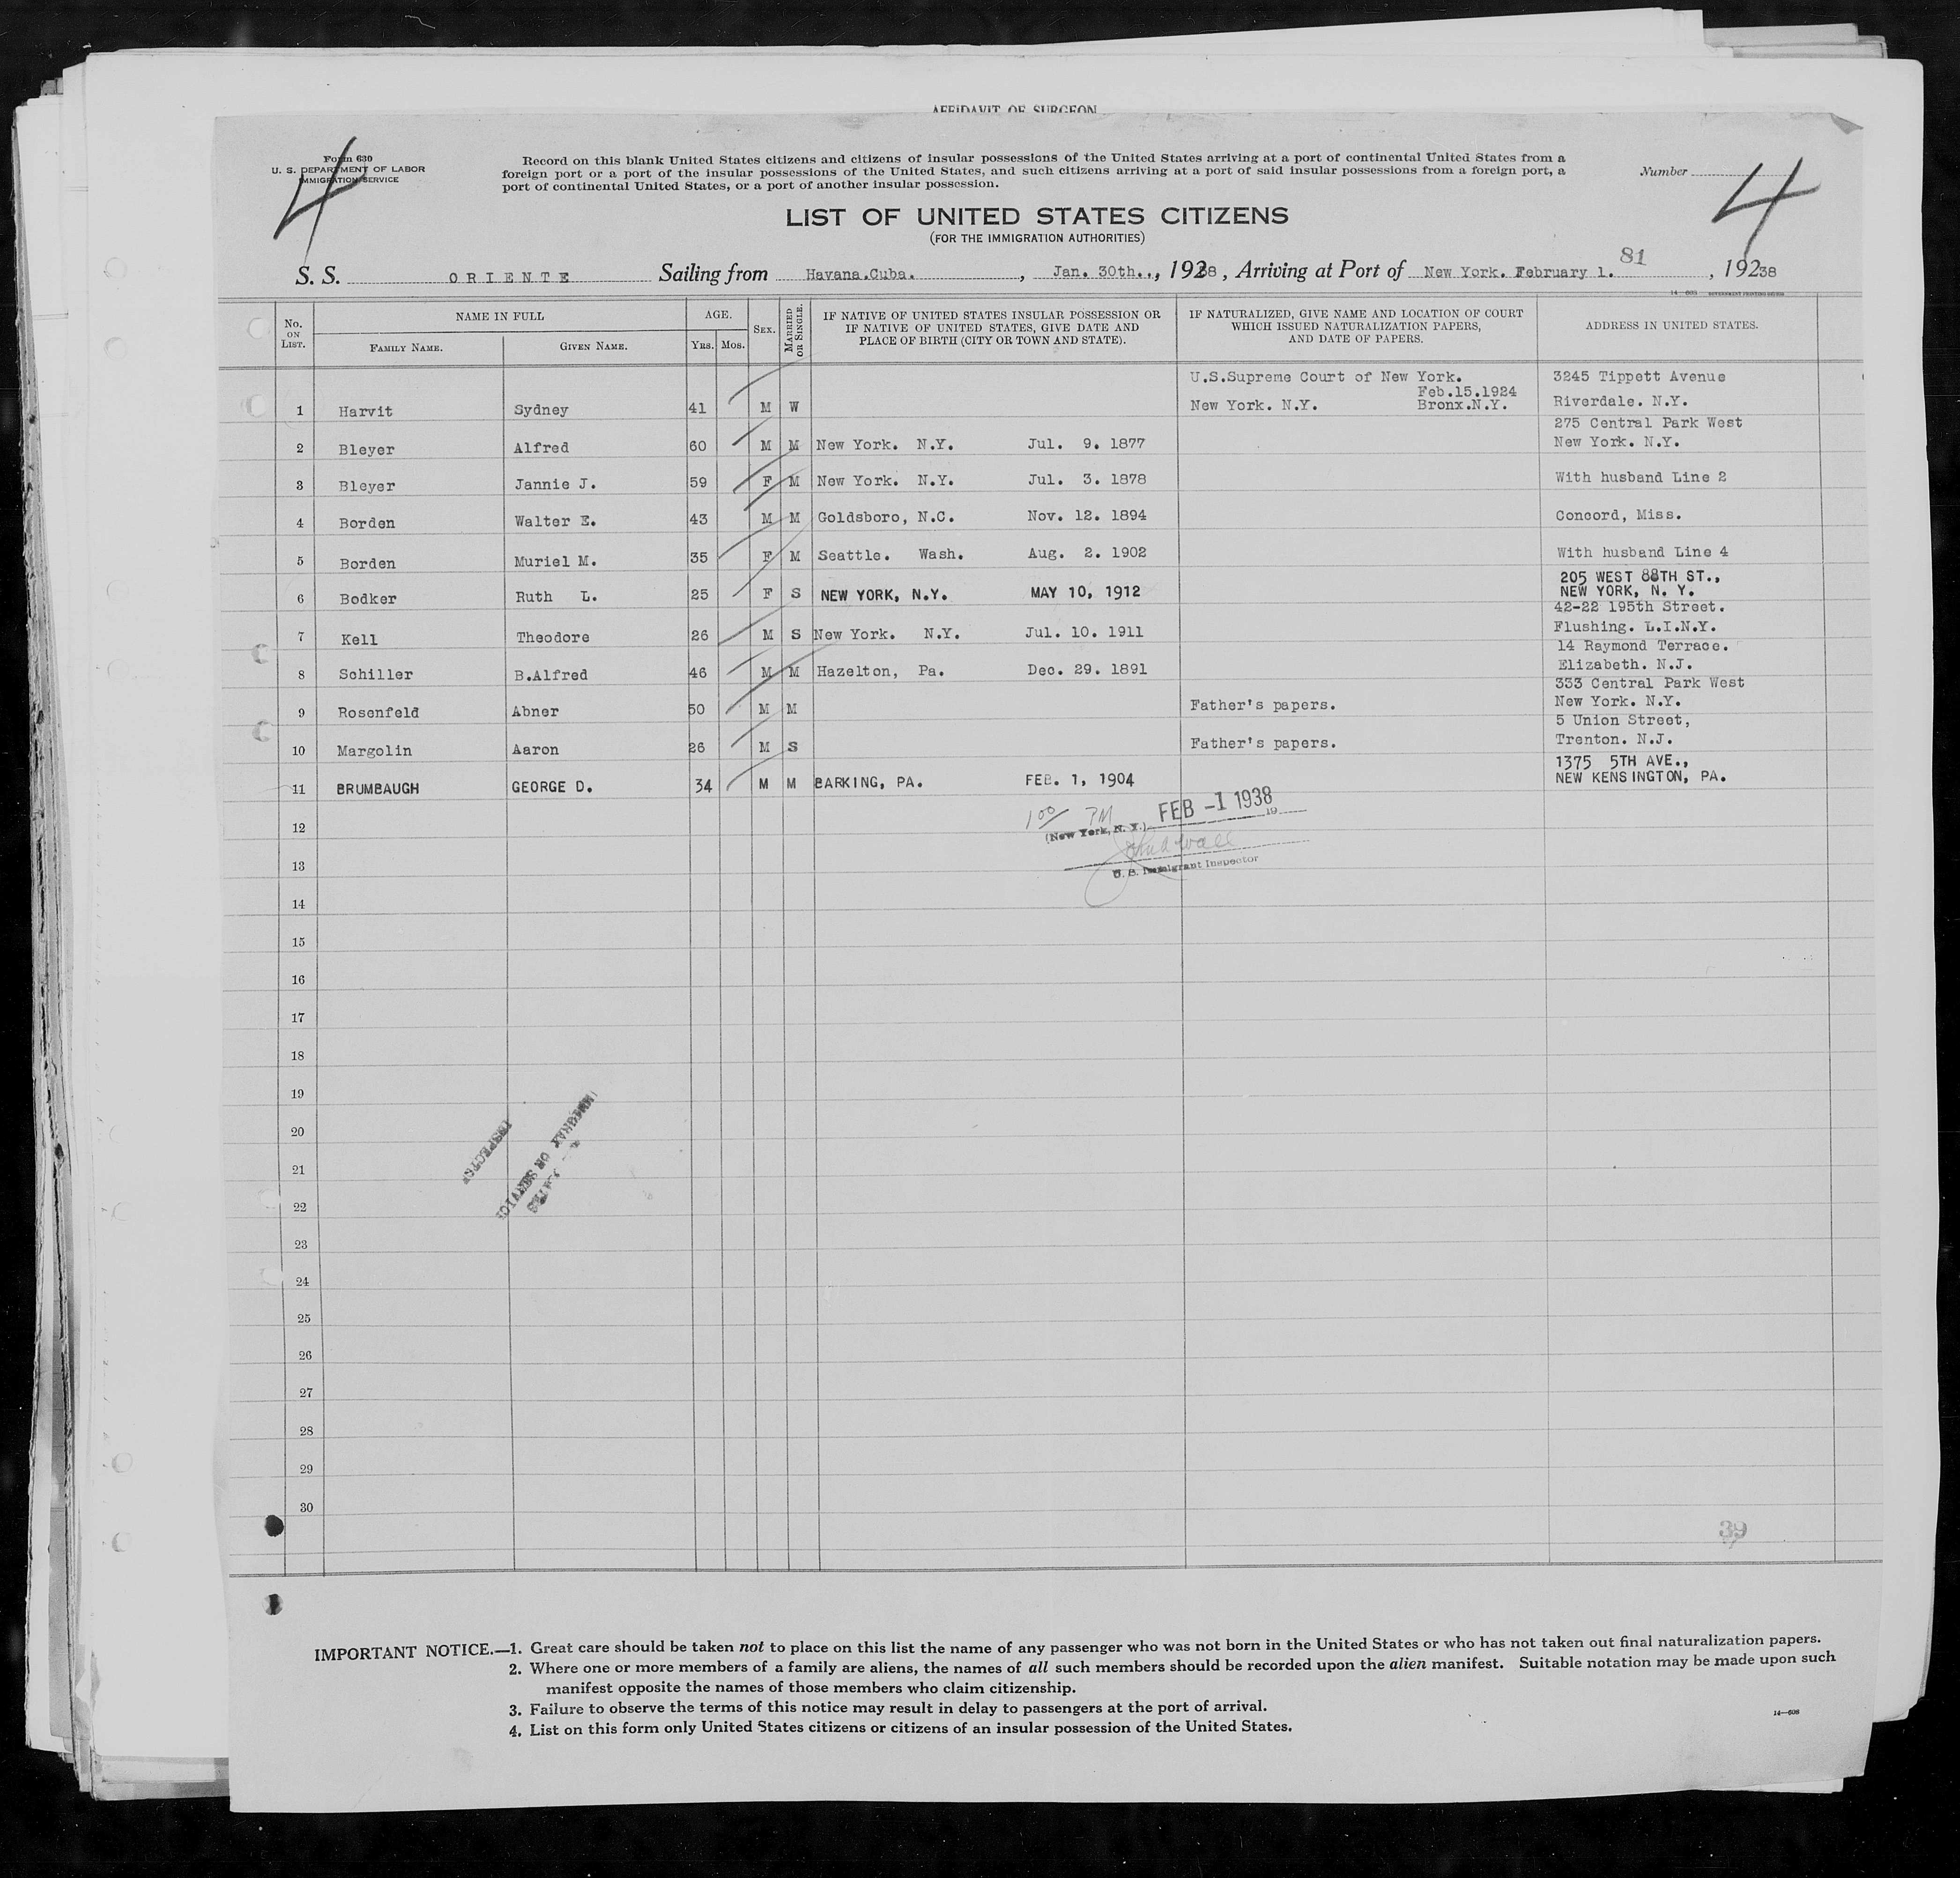 AFFIDAVIT OF SURGEON
4
Form 630
U. S. DEPARTMENT OF LABOR
IMMIGRATION SERVICE
Record on this blank United States citizens and citizens of insular possessions of the United States arriving at a port of continental United States from a
foreign port or a port of the insular possessions of the United States, and such citizens arriving at a port of said insular possessions from a foreign port, a
port of continental United States, or a port of another insular possession.
Number
4
LIST OF UNITED STATES CITIZENS
(FOR THE IMMIGRATION AUTHORITIES)
81
S. S. ORIENTE Sailing from Havana.Cuba. , Jan. 30th.., 19238, Arriving at Port of New York. February 1. , 19238
NAME IN FULL
AGE.
No. ON LIST.
FAMILY NAME.
GIVEN NAME.
YRS.
MOS.
SEX.
MARRIED OR SINGLE.
IF NATIVE OF UNITED STATES INSULAR POSSESSION OR
IF NATIVE OF UNITED STATES, GIVE DATE AND
PLACE OF BIRTH (CITY OR TOWN AND STATE).
IF NATURALIZED, GIVE NAME AND LOCATION OF COURT
WHICH ISSUED NATURALIZATION PAPERS,
AND DATE OF PAPERS.
ADDRESS IN UNITED STATES.
U.S.Supreme Court of New York. 3245 Tippett Avenue
Feb.15.1924
1 Harvit Sydney 41 M W New York. N.Y. Bronx.N.Y. Riverdale. N.Y.
275 Central Park West
2 Bleyer Alfred 60 M M New York. N.Y. Jul. 9. 1877 New York. N.Y.
3 Bleyer Jannie J. 59 F M New York. N.Y. Jul. 3. 1878 With husband Line 2
4 Borden Walter E. 43 M M Goldsboro, N.C. Nov. 12. 1894 Concord, Miss.
5 Borden Muriel M. 35 F M Seattle. Wash. Aug. 2. 1902 With husband Line 4
205 WEST 88TH ST.,
6 Bodker Ruth L. 25 F S NEW YORK, N.Y. MAY 10, 1912 NEW YORK, N. Y.
42-22 195th Street.
7 Kell Theodore 26 M S New York. N.Y. Jul. 10. 1911 Flushing. L.I.N.Y.
14 Raymond Terrace.
8 Schiller B.Alfred 46 M M Hazelton, Pa. Dec. 29. 1891 Elizabeth. N.J.
333 Central Park West
9 Rosenfeld Abner 50 M M Father's papers. New York. N.Y.
5 Union Street,
10 Margolin Aaron 26 M S Father's papers. Trenton. N.J.
1375 5TH AVE.,
11 BRUMBAUGH GEORGE D. 34 M M BARKING, PA. FEB. 1, 1904 NEW KENSINGTON, PA.
1 00 PM FEB -1 1938
12 (New York, N. Y.) 19
13 U. S. Immigrant Inspector
14
15
16
17
18
19
20
21
22
23
24
25
26
27
28
29
30
INSPECTED
39
IMPORTANT NOTICE.—1. Great care should be taken not to place on this list the name of any passenger who was not born in the United States or who has not taken out final naturalization papers.
2. Where one or more members of a family are aliens, the names of all such members should be recorded upon the alien manifest. Suitable notation may be made upon such
manifest opposite the names of those members who claim citizenship.
3. Failure to observe the terms of this notice may result in delay to passengers at the port of arrival.
4. List on this form only United States citizens or citizens of an insular possession of the United States.